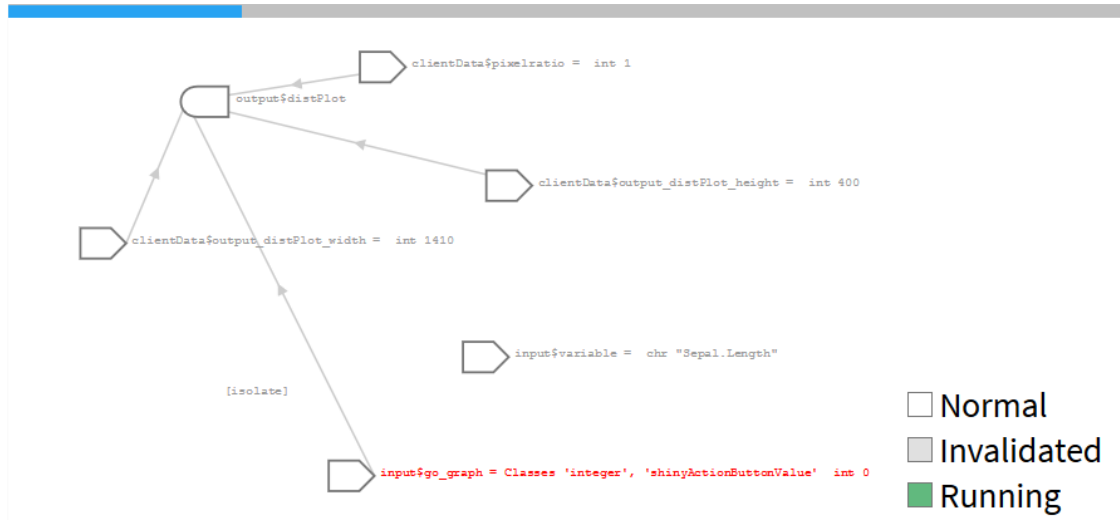 clientData$pixelratio =  int 1
output$distPlot
clientData$output_distPlot_height =  int 400
clientData$output_distPlot_width =  int 1410
input$variable =  chr "Sepal.Length"
[isolate]
input$go_graph = Classes 'integer', 'shinyActionButtonValue'  int 0
Normal
Invalidated
Running